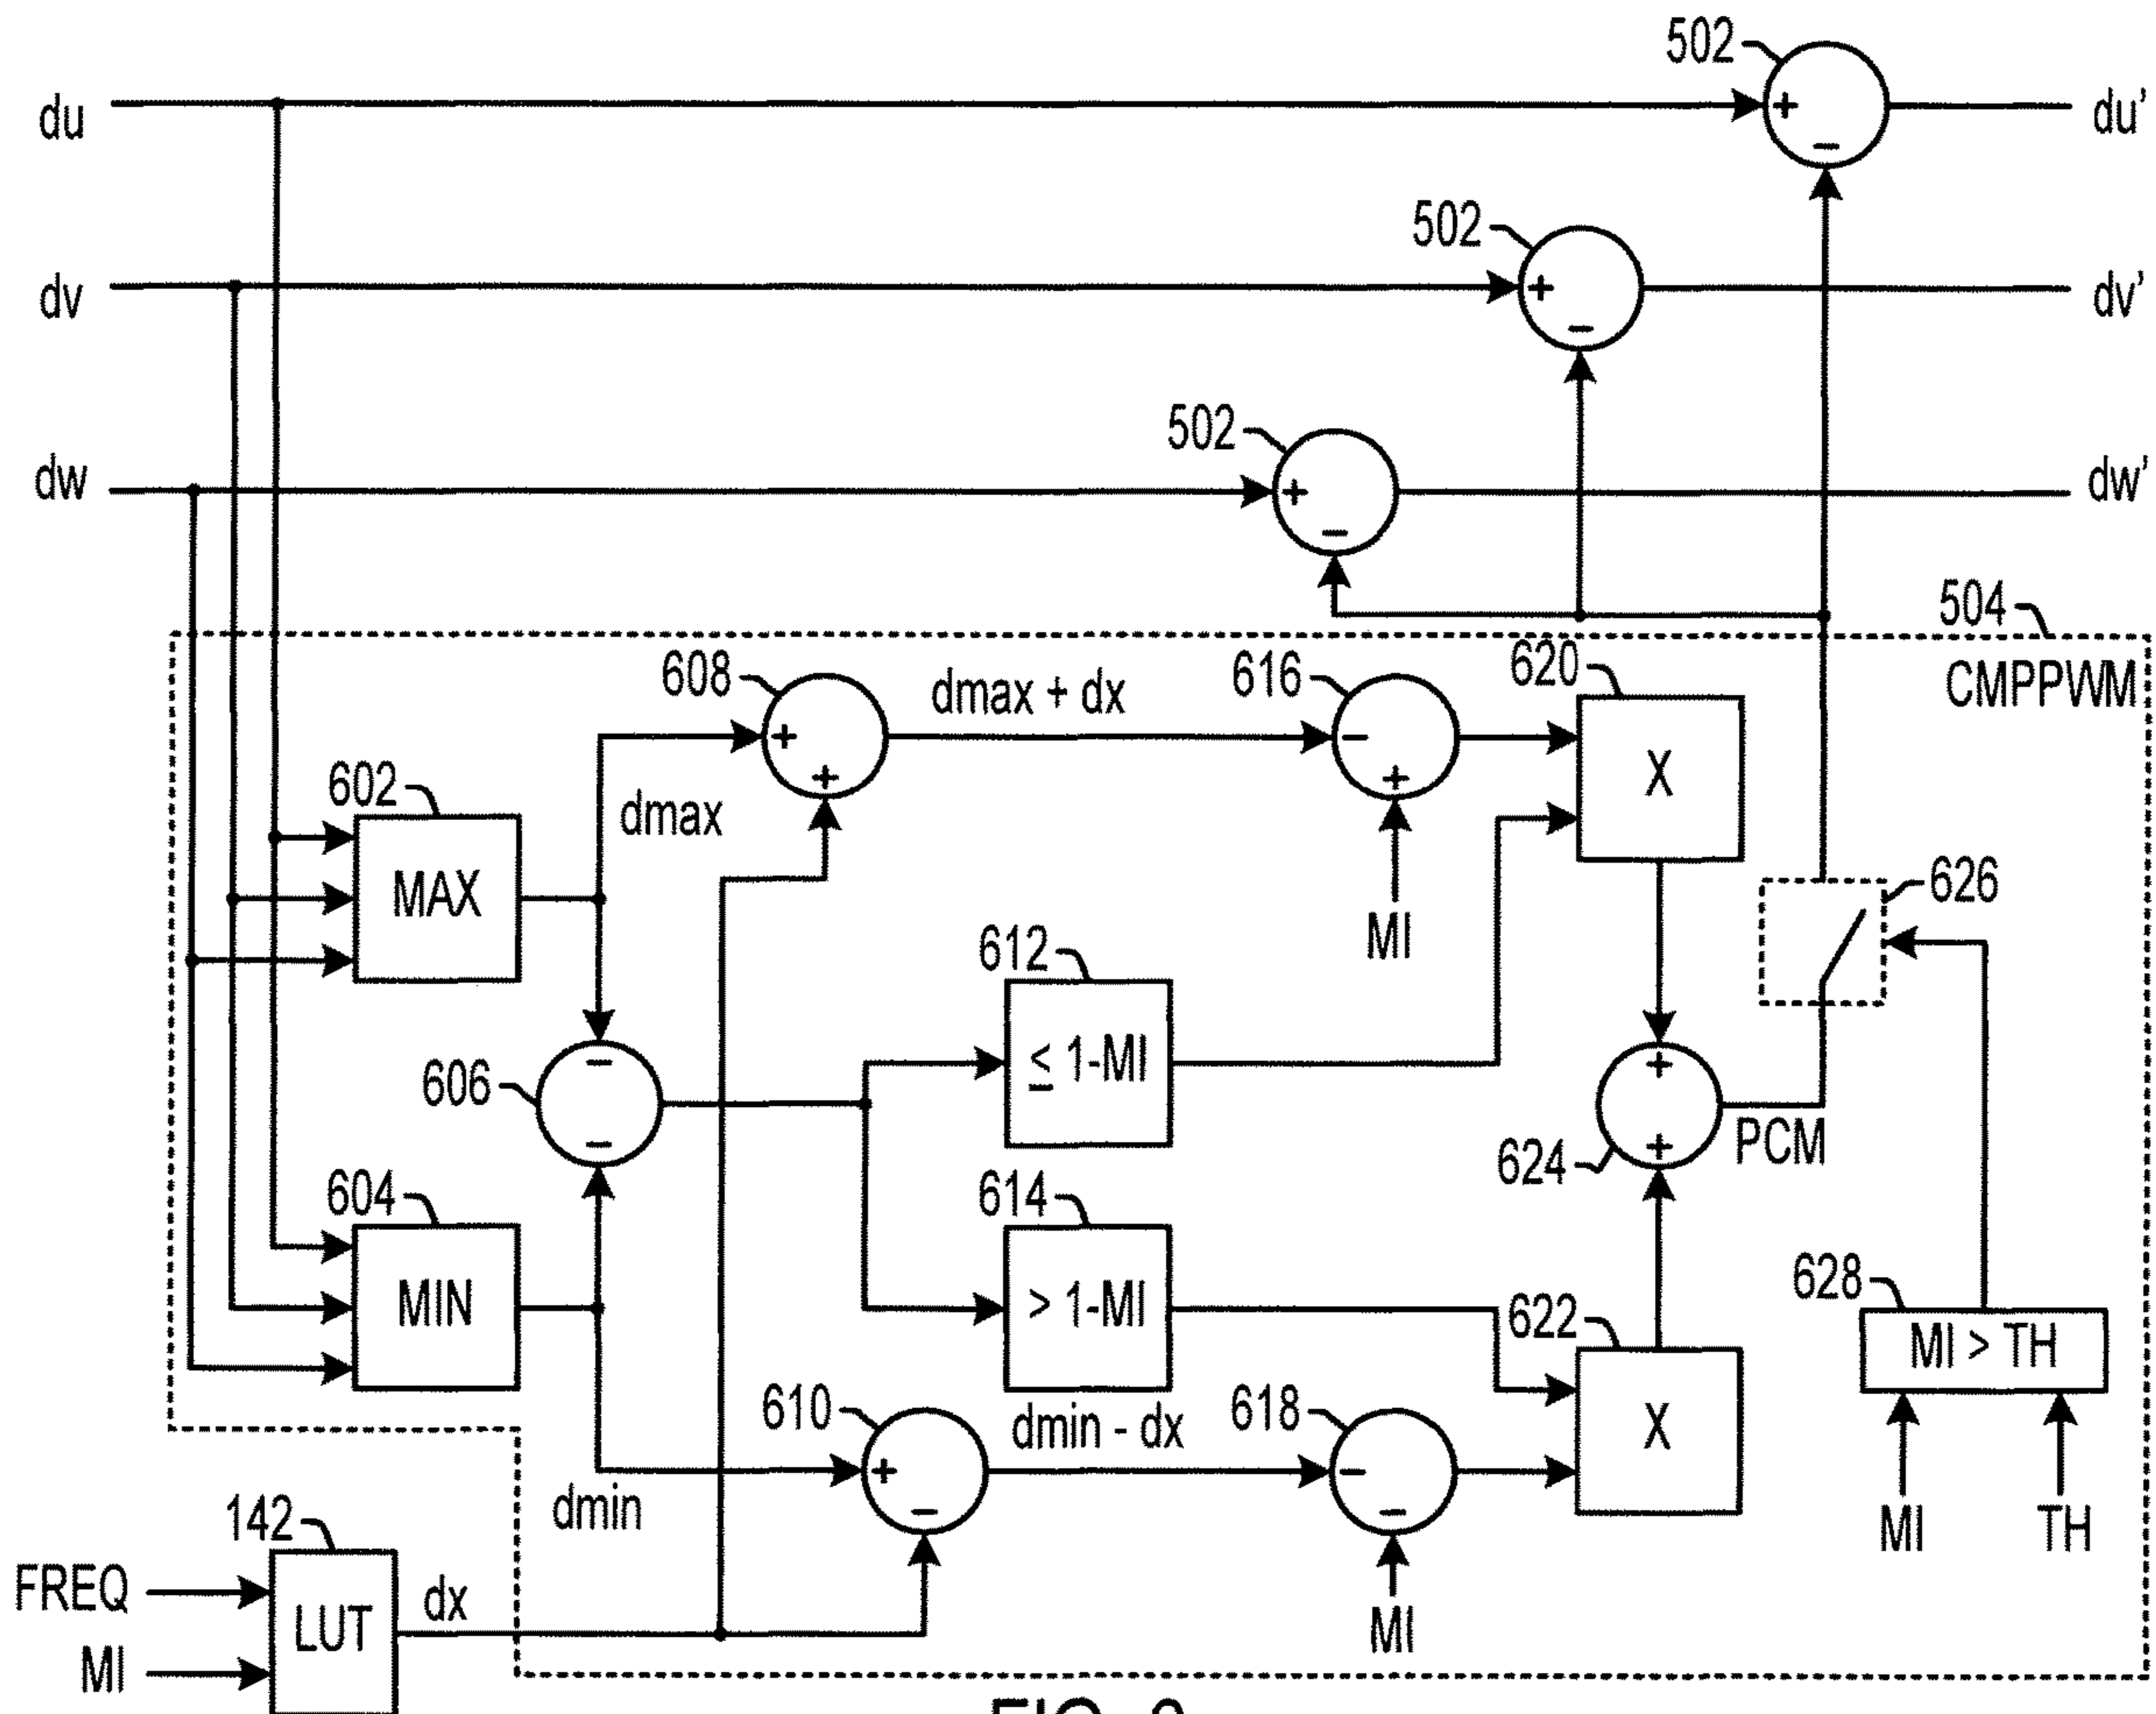 502
du
+
−
du'
502
dv
+
−
dv'
502
dw
+
−
dw'
504
CMPPWM
608
dmax + dx
616
620
+
+
−
+
X
602
dmax
MAX
MI
626
612
≤ 1-MI
606
−
−
+
+
624
PCM
604
MIN
614
> 1-MI
622
628
MI > TH
610
dmin - dx
618
X
+
−
−
−
dmin
MI
TH
142
FREQ
MI
LUT
dx
MI